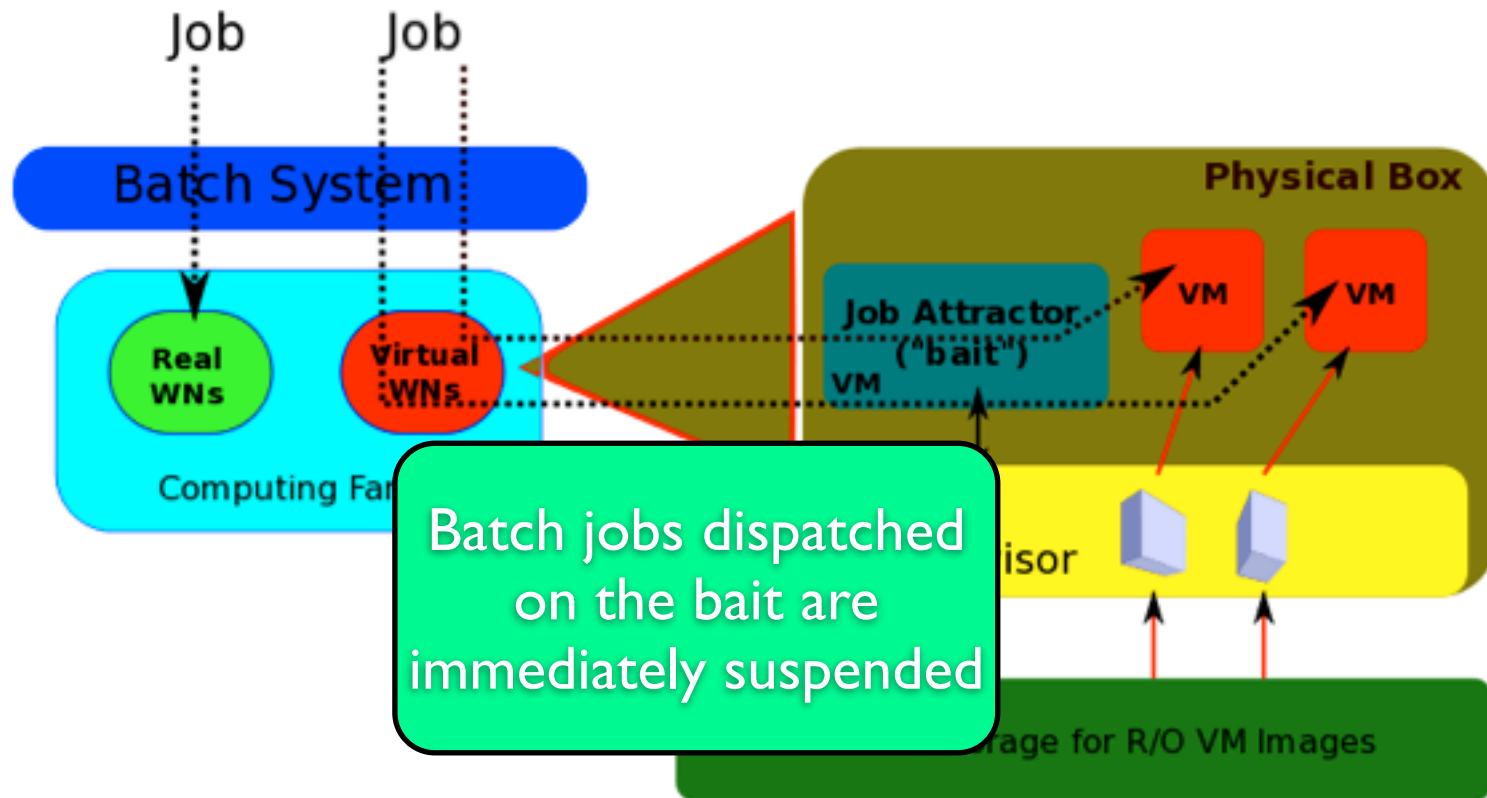 Job
Job
Batch System
Physical Box
VM
VM
Job Attractor
("bait")
VM
Real
WNs
Virtual
WNs
Computing
Batch jobs dispatched
on the bait are
immediately suspended
isor
rage for R/O VM Images